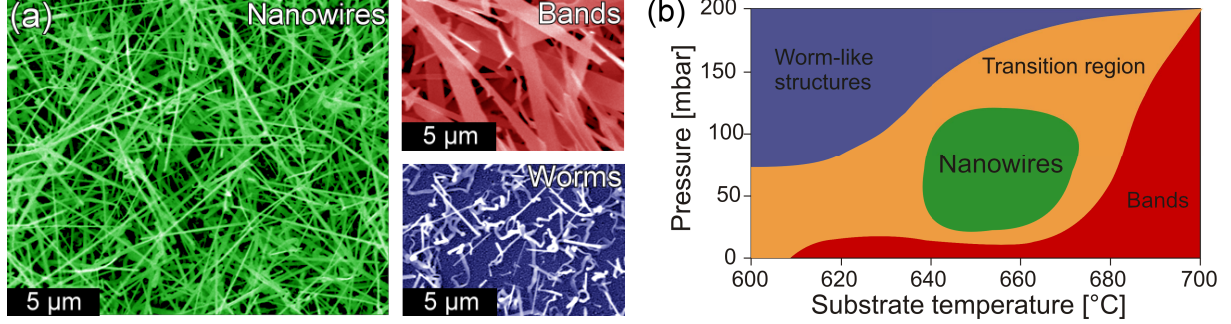 (a)
Nanowires
5 µm
Bands
5 µm
Worms
5 µm
(b)
Pressure [mbar]
200
150
100
50
0
Worm-like
structures
Transition region
Nanowires
Bands
600
620
640
660
680
700
Substrate temperature [°C]